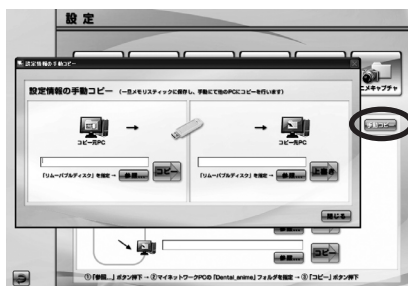 設 定
設定情報の手動コピー
ニメキャプチャ
設定情報の手動コピー (一旦メモリスティックに保存し、手動にて他のPCにコピーを行います)
コピー
コピー元PC
コピー先PC
「リムーバブルディスク」を指定→ 参照... コピー
「リムーバブルディスク」を指定→ 参照... 上書き
閉じる
参照... コピー
①「参照...」ボタン押下 → ②マイネットワークPCの「Dental_anime」フォルダを指定 → ③「コピー」ボタン押下